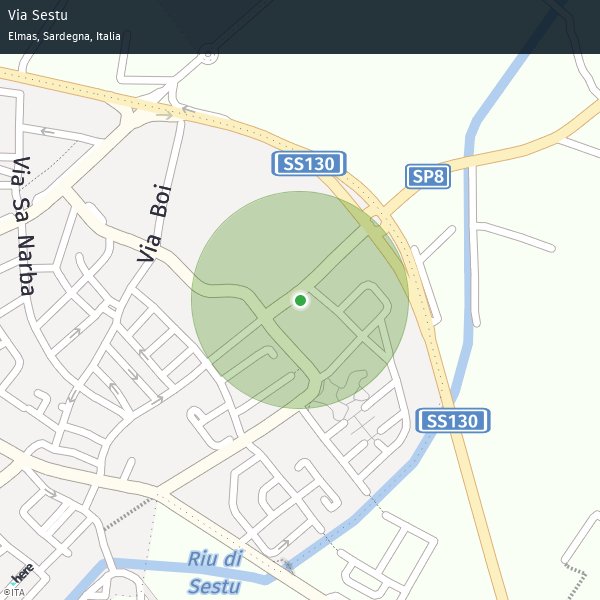 Via Sestu
Elmas, Sardegna, Italia
SS130
SP8
Via Sa Narba
Via Boi
SS130
Riu di
Sestu
here
©ITA